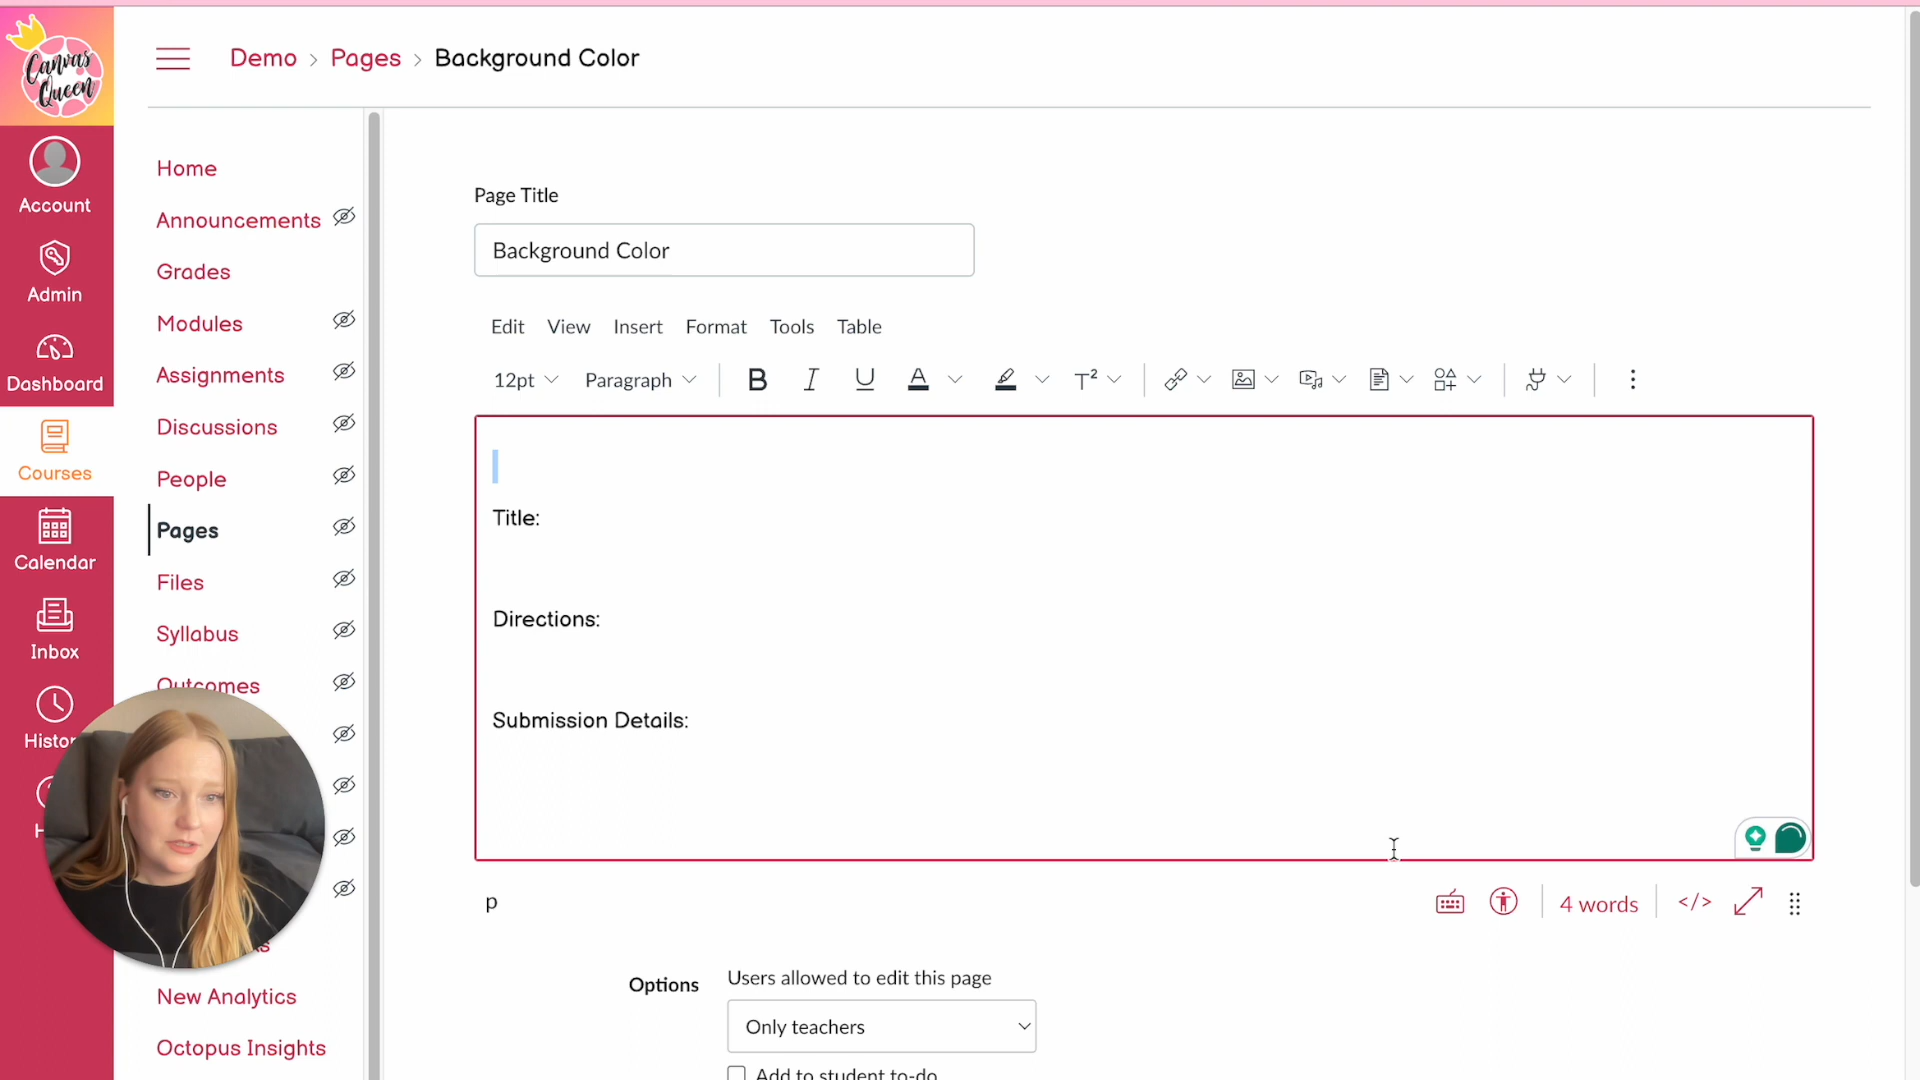 Canvas
Queen
Demo > Pages > Background Color
Account
Admin
Dashboard
Courses
Calendar
Inbox
Home
Announcements
Grades
Modules
Assignments
Discussions
People
Pages
Files
Syllabus
Outcomes
New Analytics
Octopus Insights
Page Title
Background Color
Edit View Insert Format Tools Table
12pt Paragraph B I U A T²
Title:
Directions:
Submission Details:
p
4 words </>
Options
Users allowed to edit this page
Only teachers
Add to student to-do